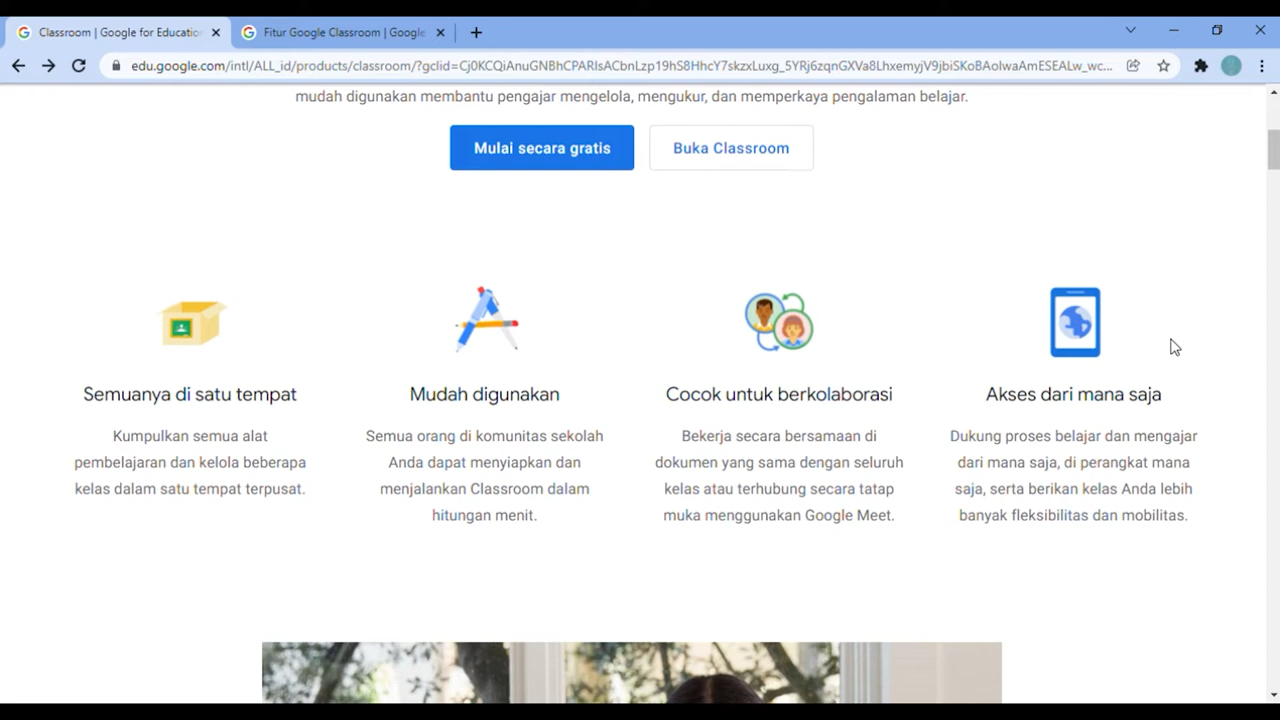 Classroom | Google for Educatio
Fitur Google Classroom | Google
edu.google.com/intl/ALL_id/products/classroom/?gclid=Cj0KCQiAnuGNBhCPARIsACbnLzp19hS8HhcY7skzxLuxg_5YRj6zqnGXVa8LhxemyjV9jbiSKoBAolwaAmESEALw_wc...
mudah digunakan membantu pengajar mengelola, mengukur, dan memperkaya pengalaman belajar.
Mulai secara gratis
Buka Classroom
Semuanya di satu tempat
Kumpulkan semua alat
pembelajaran dan kelola beberapa
kelas dalam satu tempat terpusat.
Mudah digunakan
Semua orang di komunitas sekolah
Anda dapat menyiapkan dan
menjalankan Classroom dalam
hitungan menit.
Cocok untuk berkolaborasi
Bekerja secara bersamaan di
dokumen yang sama dengan seluruh
kelas atau terhubung secara tatap
muka menggunakan Google Meet.
Akses dari mana saja
Dukung proses belajar dan mengajar
dari mana saja, di perangkat mana
saja, serta berikan kelas Anda lebih
banyak fleksibilitas dan mobilitas.